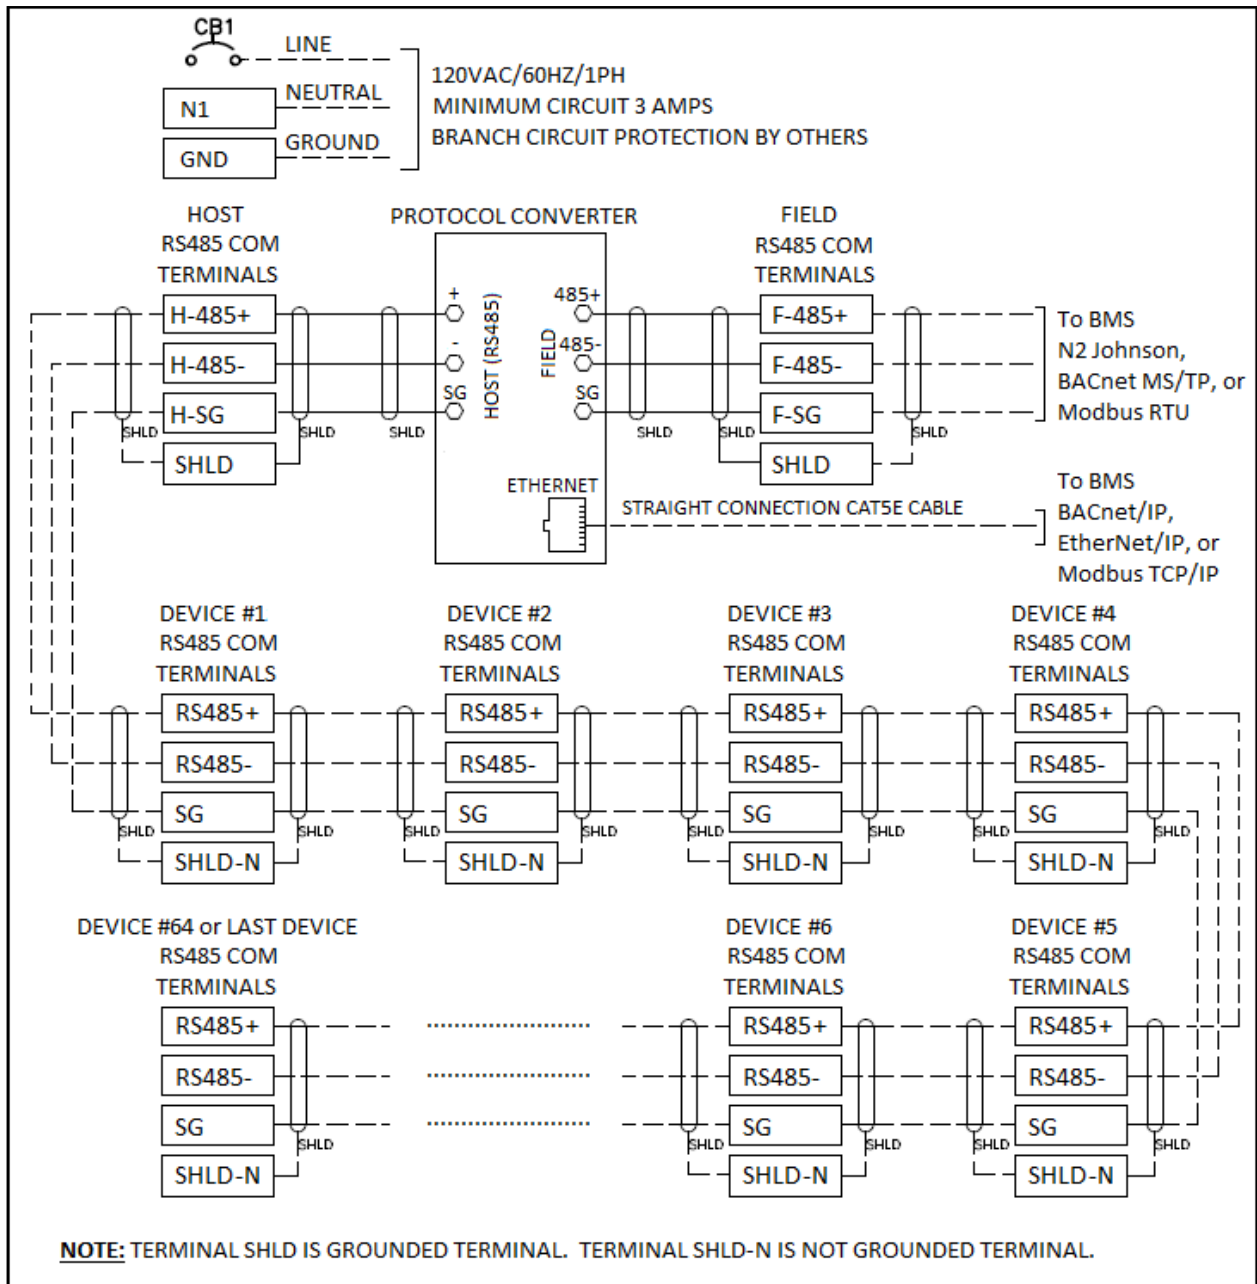 CB1
LINE
N1
NEUTRAL
GND
GROUND
120VAC/60HZ/1PH
MINIMUM CIRCUIT 3 AMPS
BRANCH CIRCUIT PROTECTION BY OTHERS
HOST
RS485 COM
TERMINALS
H-485+
H-485-
H-SG
SHLD
SHLD
SHLD
SHLD
PROTOCOL CONVERTER
+
-
SG
HOST (RS485)
FIELD
485+
485-
SG
ETHERNET
FIELD
RS485 COM
TERMINALS
F-485+
F-485-
F-SG
SHLD
SHLD
SHLD
SHLD
To BMS
N2 Johnson,
BACnet MS/TP, or
Modbus RTU
STRAIGHT CONNECTION CAT5E CABLE
To BMS
BACnet/IP,
EtherNet/IP, or
Modbus TCP/IP
DEVICE #1
RS485 COM
TERMINALS
RS485+
RS485-
SG
SHLD
SHLD
SHLD-N
DEVICE #2
RS485 COM
TERMINALS
RS485+
RS485-
SG
SHLD
SHLD
SHLD-N
DEVICE #3
RS485 COM
TERMINALS
RS485+
RS485-
SG
SHLD
SHLD
SHLD-N
DEVICE #4
RS485 COM
TERMINALS
RS485+
RS485-
SG
SHLD
SHLD
SHLD-N
DEVICE #64 or LAST DEVICE
RS485 COM
TERMINALS
RS485+
RS485-
SG
SHLD
SHLD-N
DEVICE #6
RS485 COM
TERMINALS
RS485+
RS485-
SG
SHLD
SHLD
SHLD-N
DEVICE #5
RS485 COM
TERMINALS
RS485+
RS485-
SG
SHLD
SHLD
SHLD-N
NOTE: TERMINAL SHLD IS GROUNDED TERMINAL. TERMINAL SHLD-N IS NOT GROUNDED TERMINAL.